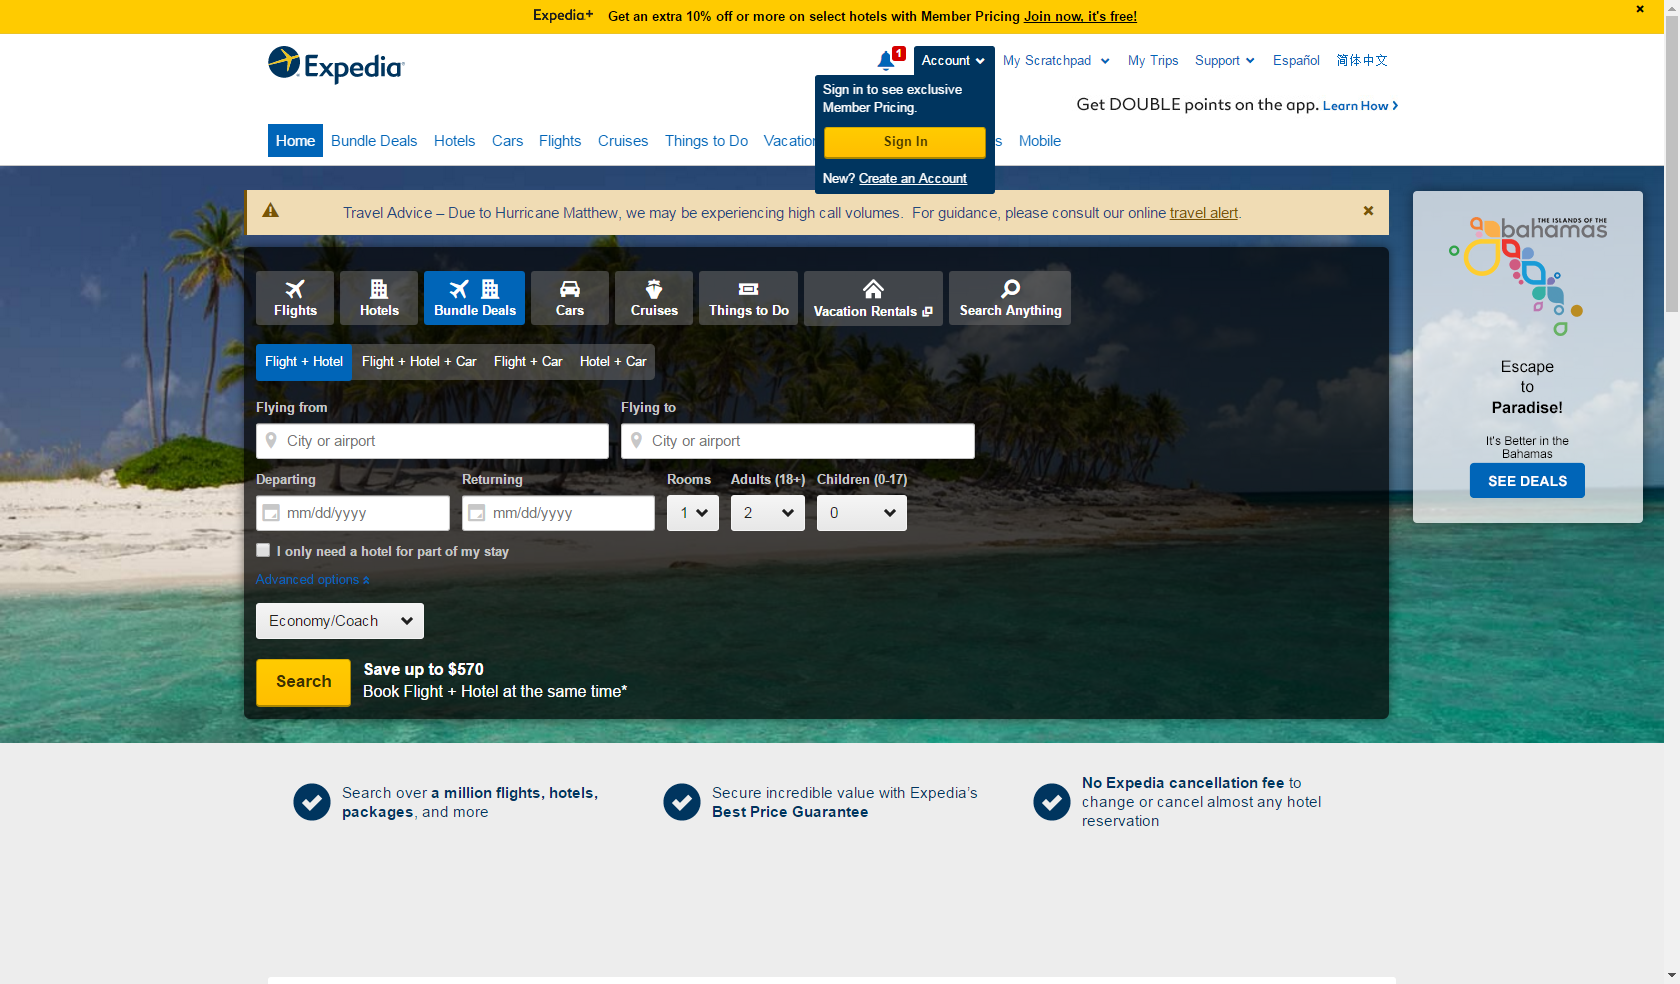 Expedia+ Get an extra 10% off or more on select hotels with Member Pricing Join now, it's free!
Expedia
1
Account
My Scratchpad
My Trips
Support
Español
简体中文
Sign in to see exclusive
Member Pricing.
Sign In
New? Create an Account
Get DOUBLE points on the app. Learn How
Home
Bundle Deals
Hotels
Cars
Flights
Cruises
Things to Do
Vacation
s
Mobile
Travel Advice – Due to Hurricane Matthew, we may be experiencing high call volumes.  For guidance, please consult our online travel alert.
Flights
Hotels
Bundle Deals
Cars
Cruises
Things to Do
Vacation Rentals
Search Anything
Flight + Hotel
Flight + Hotel + Car
Flight + Car
Hotel + Car
Flying from
Flying to
City or airport
City or airport
Departing
Returning
Rooms
Adults (18+)
Children (0-17)
mm/dd/yyyy
mm/dd/yyyy
1
2
0
I only need a hotel for part of my stay
Advanced options
Economy/Coach
Search
Save up to $570
Book Flight + Hotel at the same time*
THE ISLANDS OF THE
bahamas
Escape
to
Paradise!
It's Better in the
Bahamas
SEE DEALS
Search over a million flights, hotels,
packages, and more
Secure incredible value with Expedia's
Best Price Guarantee
No Expedia cancellation fee to
change or cancel almost any hotel
reservation